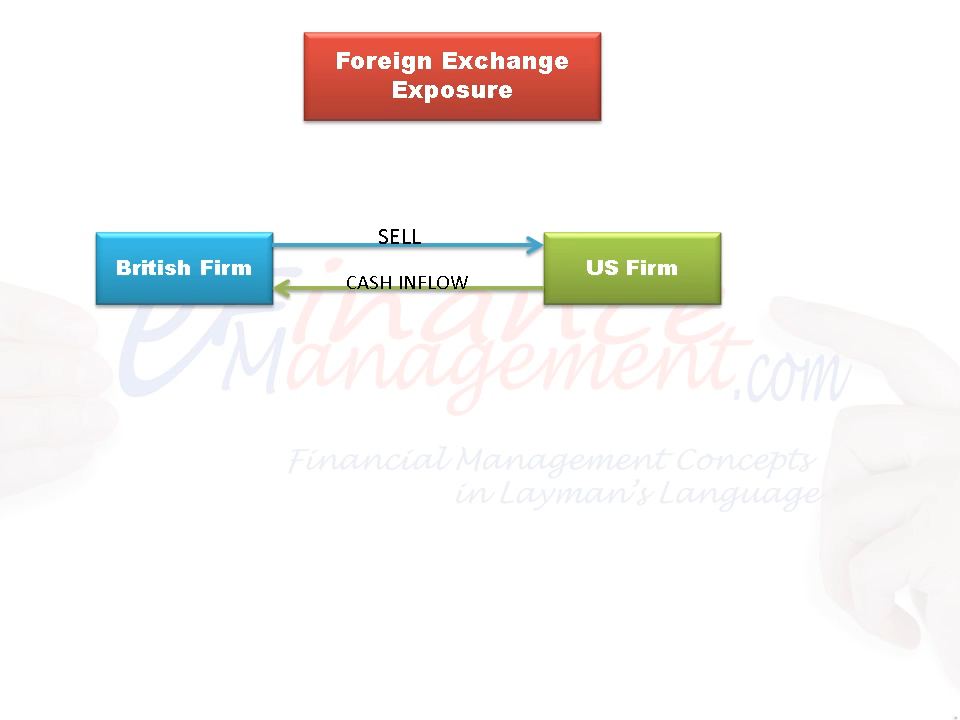 Foreign Exchange
Exposure
SELL
British Firm
US Firm
CASH INFLOW
eFinance
Management.com
Financial Management Concepts
in Layman's Language